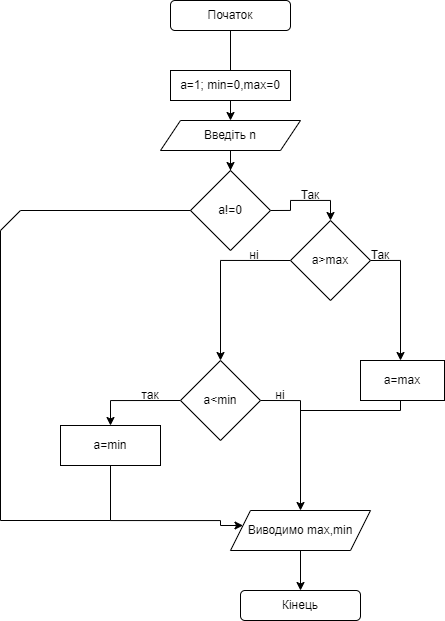 Початок
a=1; min=0,max=0
Введіть n
a!=0
Так
a>max
ні
Так
a=max
a<min
так
ні
a=min
Виводимо max,min
Кінець